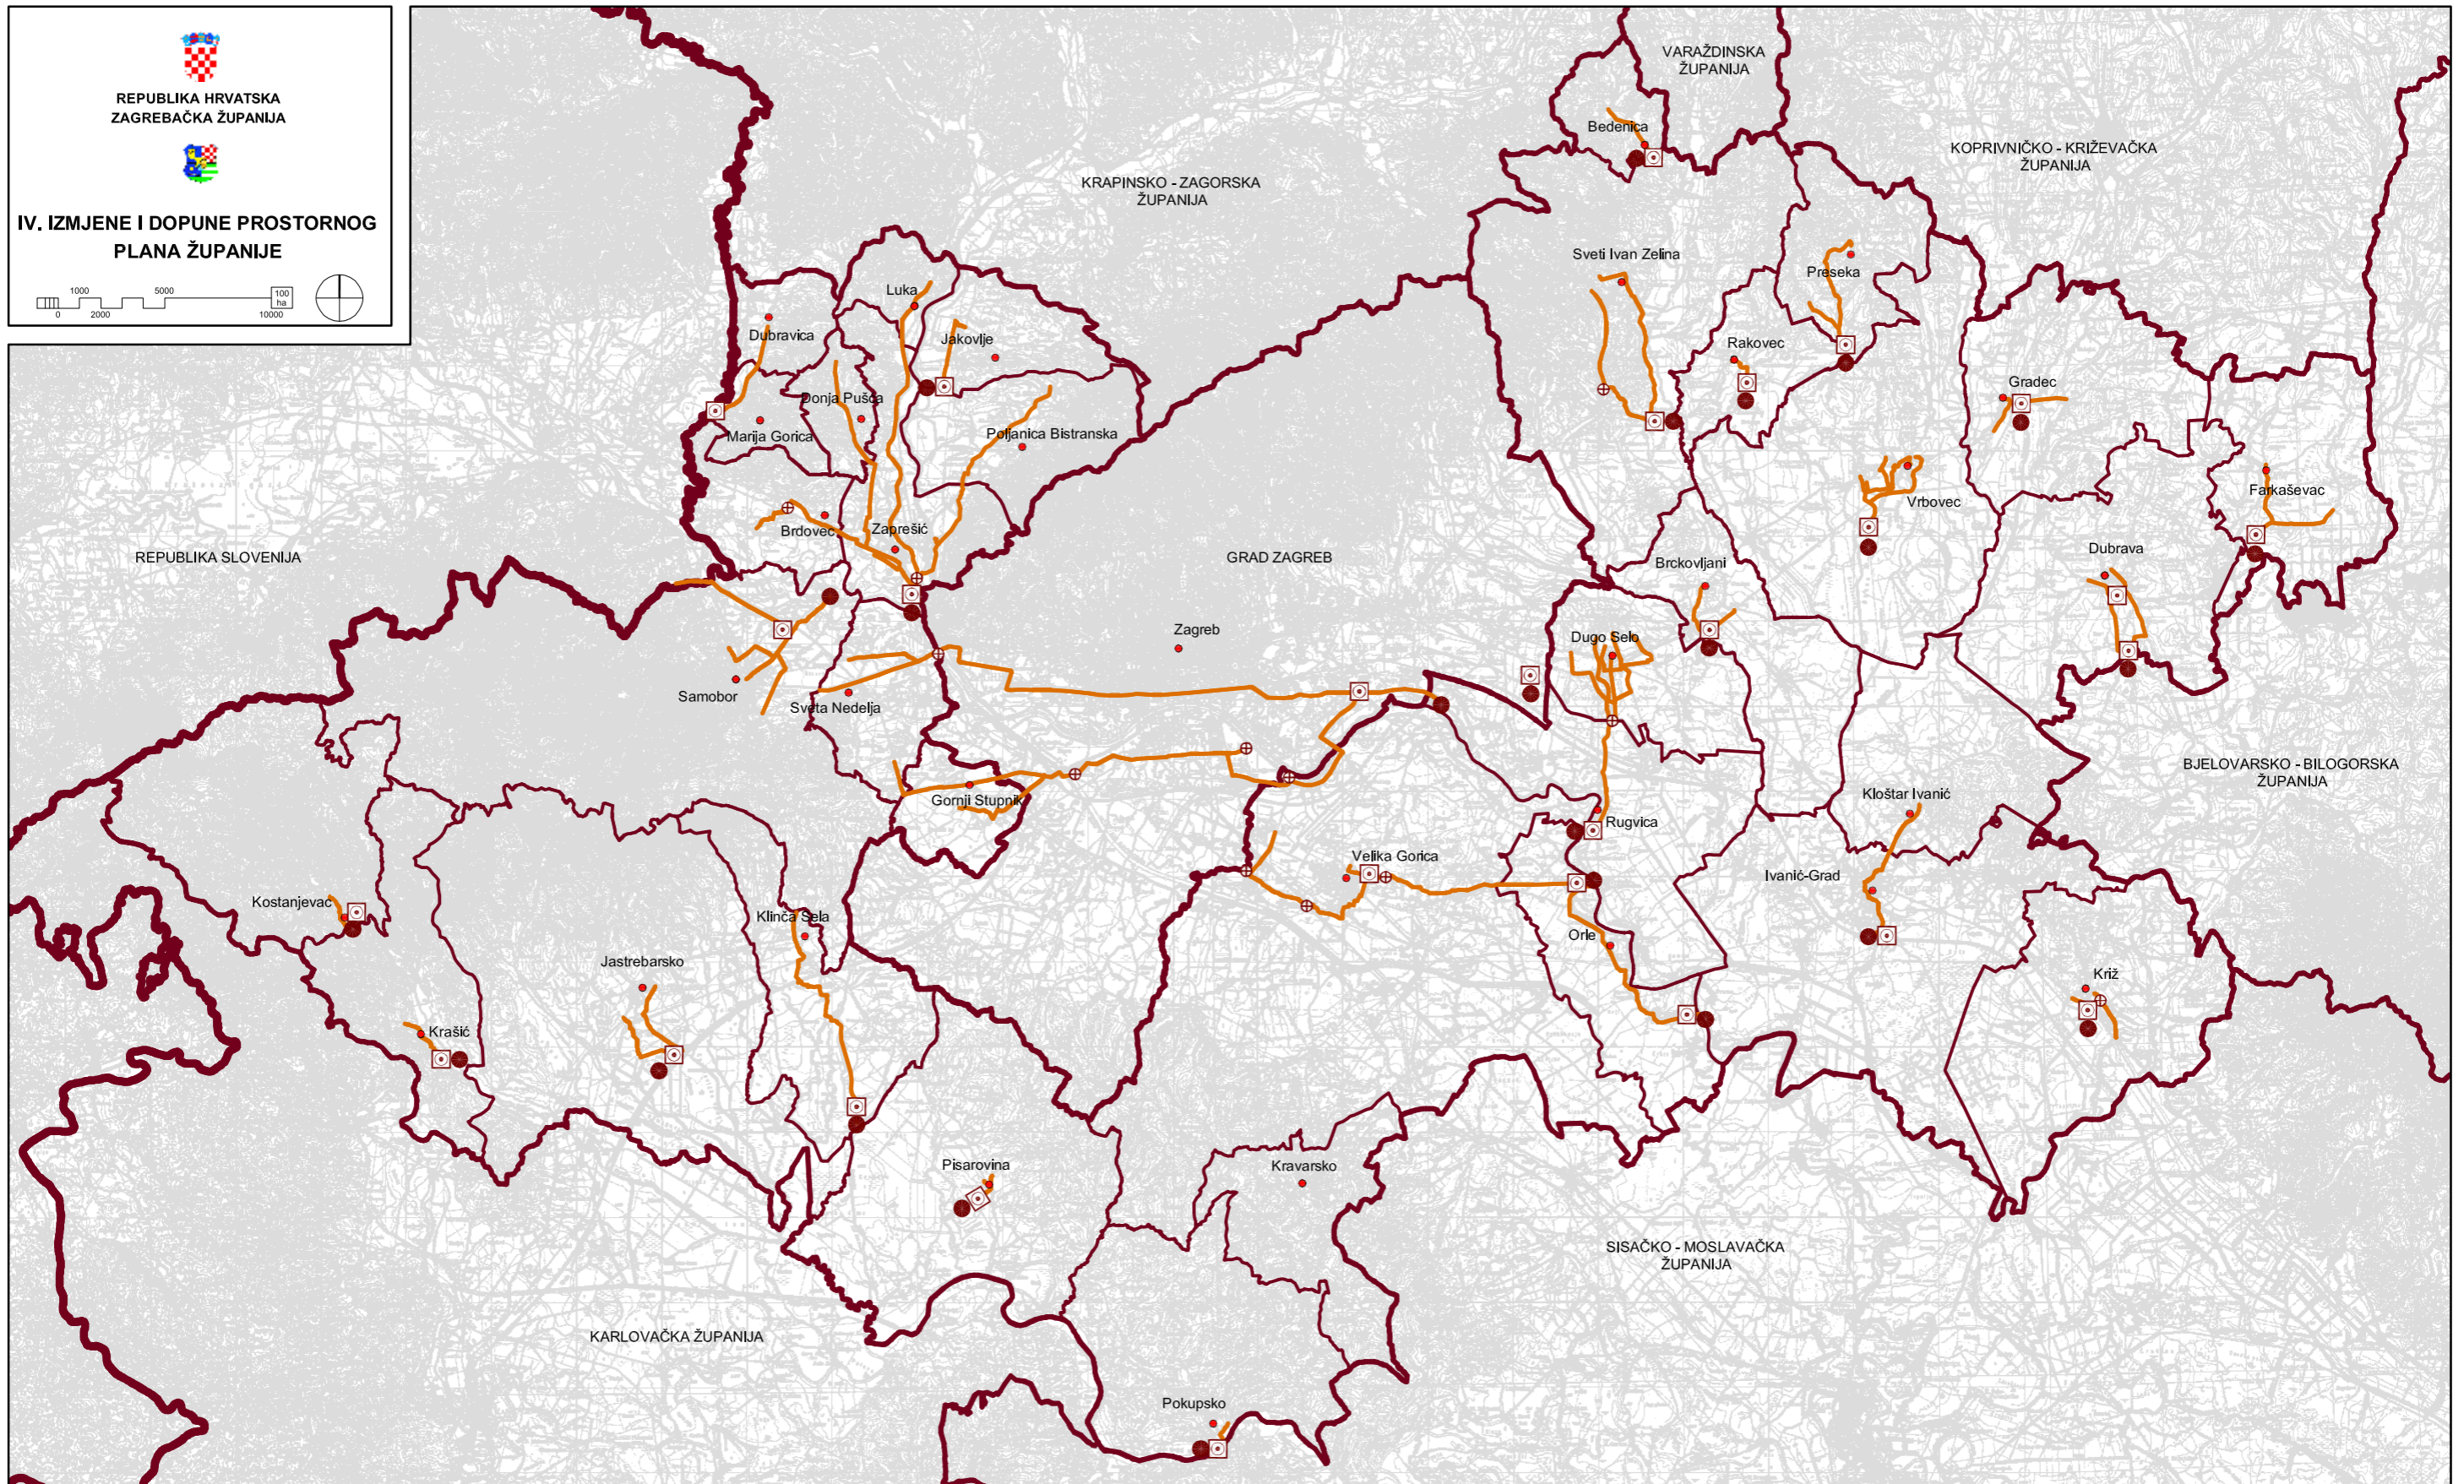 REPUBLIKA HRVATSKA
ZAGREBAČKA ŽUPANIJA
IV. IZMJENE I DOPUNE PROSTORNOG
PLANA ŽUPANIJE
1000
5000
100
ha
0
2000
10000
VARAŽDINSKA
ŽUPANIJA
KOPRIVNIČKO - KRIŽEVAČKA
ŽUPANIJA
KRAPINSKO - ZAGORSKA
ŽUPANIJA
Bedenica
Sveti Ivan Zelina
Preseka
Luka
Dubravica
Jakovlje
Rakovec
Gradec
Donja Pušća
Marija Gorica
Poljanica Bistranska
Farkaševac
Vrbovec
Brdovec
Zaprešić
REPUBLIKA SLOVENIJA
GRAD ZAGREB
Brckovljani
Dubrava
Zagreb
Dugo Selo
Samobor
Sveta Nedelja
BJELOVARSKO - BILOGORSKA
ŽUPANIJA
Gornji Stupnik
Kloštar Ivanić
Rugvica
Velika Gorica
Ivanić-Grad
Kostanjevac
Klinča Sela
Orle
Jastrebarsko
Križ
Krašić
Pisarovina
Kravarsko
SISAČKO - MOSLAVAČKA
ŽUPANIJA
KARLOVAČKA ŽUPANIJA
Pokupsko